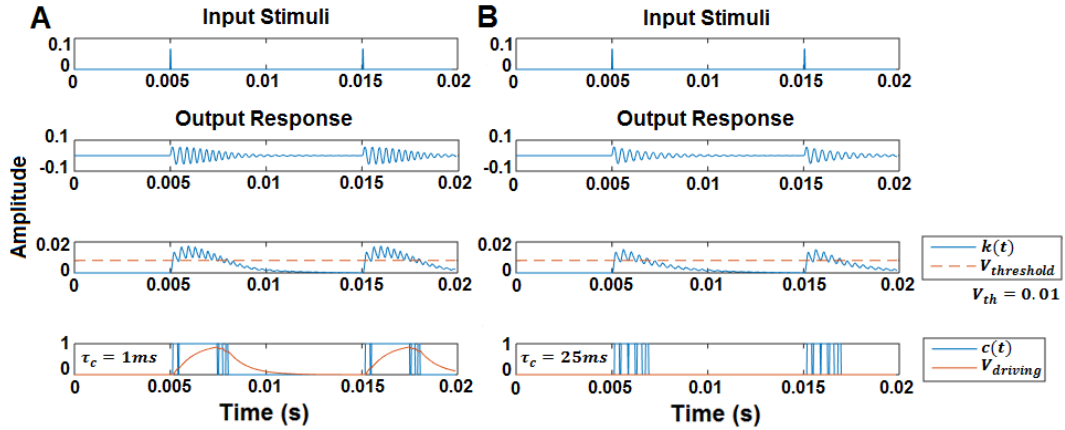 A
Input Stimuli
0.1
0
0 0.005 0.01 0.015 0.02
Output Response
0.1
-0.1
0 0.005 0.01 0.015 0.02
Amplitude
0.02
0
0 0.005 0.01 0.015 0.02
1
0
τc = 1ms
0 0.005 0.01 0.015 0.02
Time (s)
B
Input Stimuli
0.1
0
0 0.005 0.01 0.015 0.02
Output Response
0.1
-0.1
0 0.005 0.01 0.015 0.02
0.02
0
0 0.005 0.01 0.015 0.02
1
0
τc = 25ms
0 0.005 0.01 0.015 0.02
Time (s)
k(t)
Vthreshold
Vth = 0.01
c(t)
Vdriving